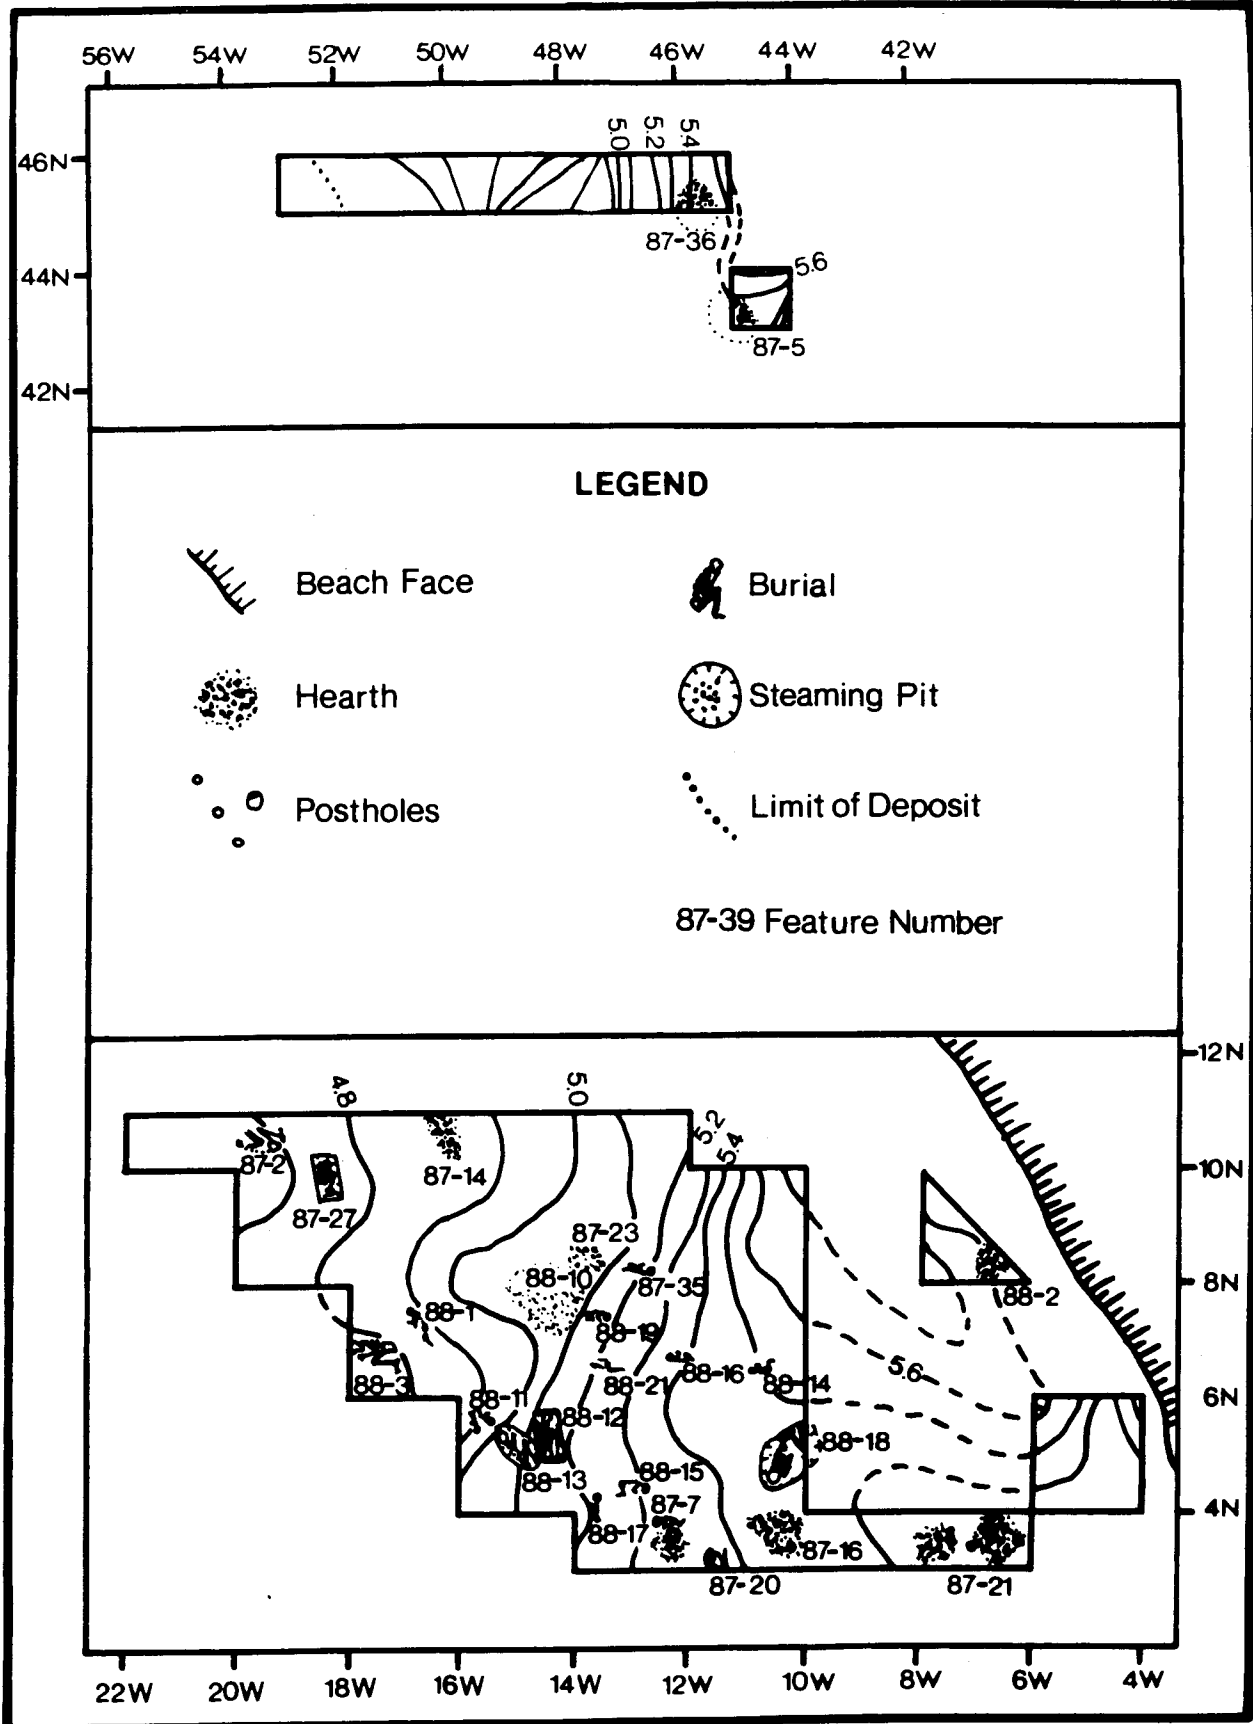 56W 54W 52W 50W 48W 46W 44W 42W
5.0 5.2 5.4
46N
87-36
44N
5.6
87-5
42N
LEGEND
Beach Face
Burial
Hearth
Steaming Pit
Postholes
Limit of Deposit
87-39 Feature Number
12N
4.8
5.0
5.2
5.4
87-2
87-14
10N
87-27
87-23
88-10
87-35
8N
88-2
88-1
88-19
88-16
5.6
88-3
88-21
88-14
6N
88-11
88-12
88-18
88-13
88-15
87-7
4N
88-17
87-16
87-20
87-21
22W 20W 18W 16W 14W 12W 10W 8W 6W 4W